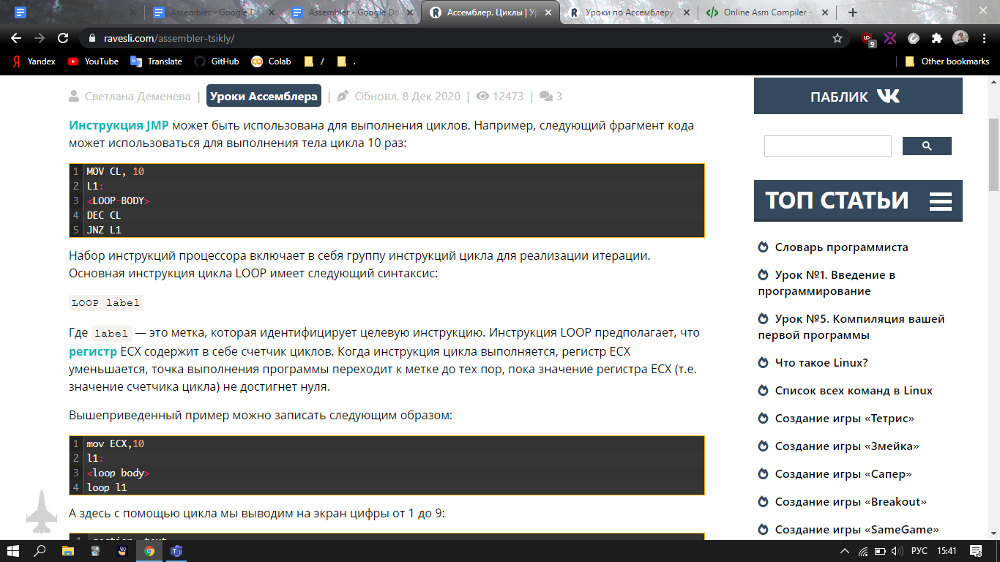 Assembler - Google Do
Assembler - Google Do
Ассемблер. Циклы | Ур
Уроки по Ассемблеру
Online Asm Compiler -
ravesli.com/assembler-tsikly/
9
Yandex
YouTube
Translate
GitHub
Colab
/
.
Other bookmarks
Светлана Деменева | Уроки Ассемблера | Обновл. 8 Дек 2020 | 12473 | 3
Инструкция JMP может быть использована для выполнения циклов. Например, следующий фрагмент кода
может использоваться для выполнения тела цикла 10 раз:
1 MOV CL, 10
2 L1:
3 <LOOP-BODY>
4 DEC CL
5 JNZ L1
Набор инструкций процессора включает в себя группу инструкций цикла для реализации итерации.
Основная инструкция цикла LOOP имеет следующий синтаксис:
LOOP label
Где label — это метка, которая идентифицирует целевую инструкцию. Инструкция LOOP предполагает, что
регистр ECX содержит в себе счетчик циклов. Когда инструкция цикла выполняется, регистр ECX
уменьшается, точка выполнения программы переходит к метке до тех пор, пока значение регистра ECX (т.е.
значение счетчика цикла) не достигнет нуля.
Вышеприведенный пример можно записать следующим образом:
1 mov ECX,10
2 l1:
3 <loop body>
4 loop l1
А здесь с помощью цикла мы выводим на экран цифры от 1 до 9:
ПАБЛИК
ТОП СТАТЬИ
Словарь программиста
Урок №1. Введение в
программирование
Урок №5. Компиляция вашей
первой программы
Что такое Linux?
Список всех команд в Linux
Создание игры «Тетрис»
Создание игры «Змейка»
Создание игры «Сапер»
Создание игры «Breakout»
Создание игры «SameGame»
РУС
15:41